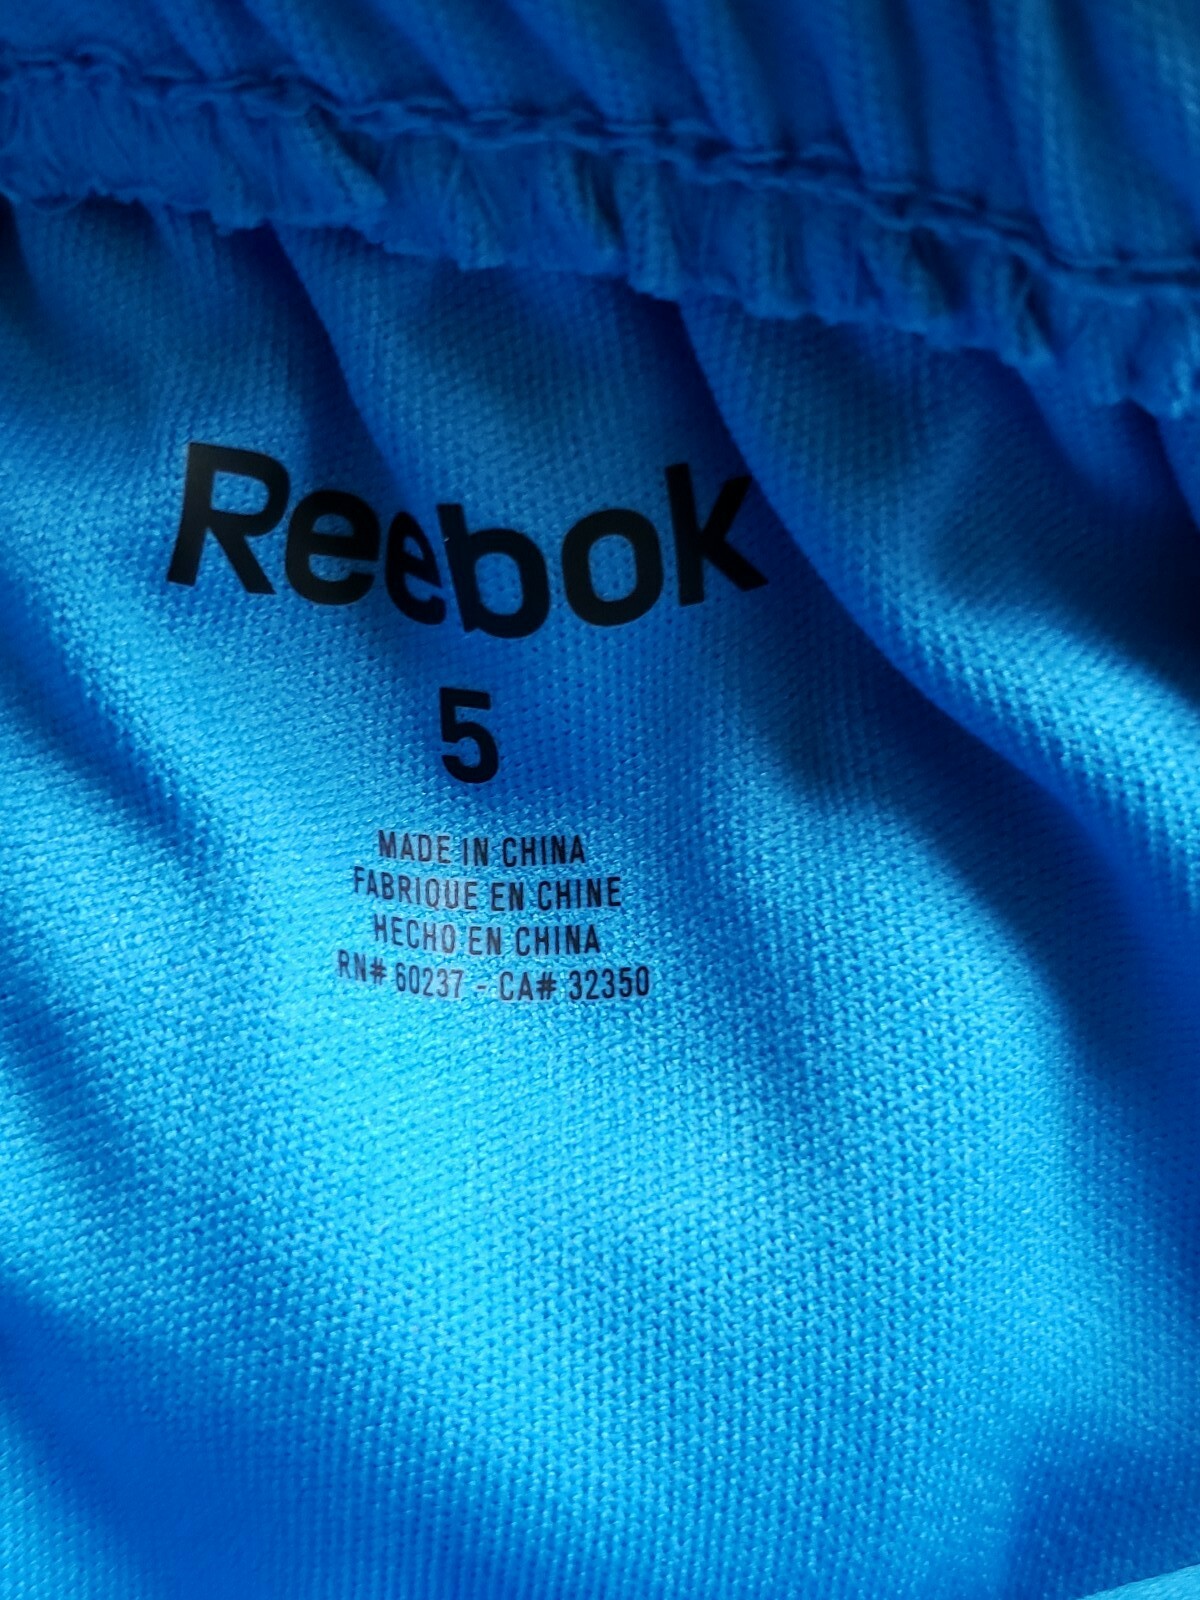 Reebok
5
MADE IN CHINA
FABRIQUE EN CHINE
HECHO EN CHINA
RN# 60237 - CA# 32350